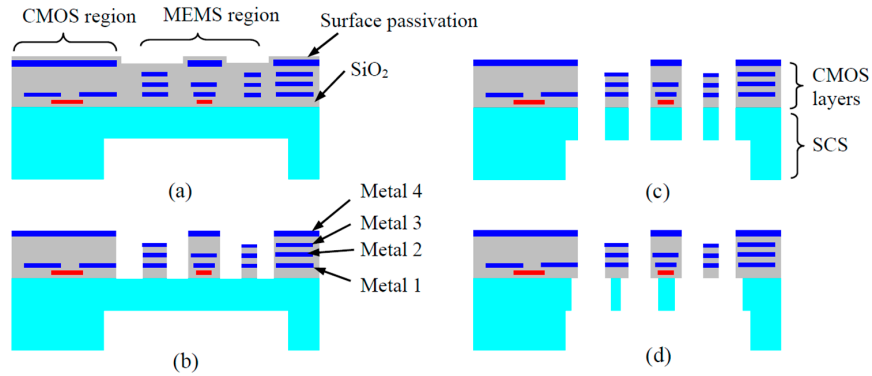 CMOS region
MEMS region
Surface passivation
SiO₂
(a)
Metal 4
Metal 3
Metal 2
Metal 1
(b)
CMOS
layers
SCS
(c)
(d)